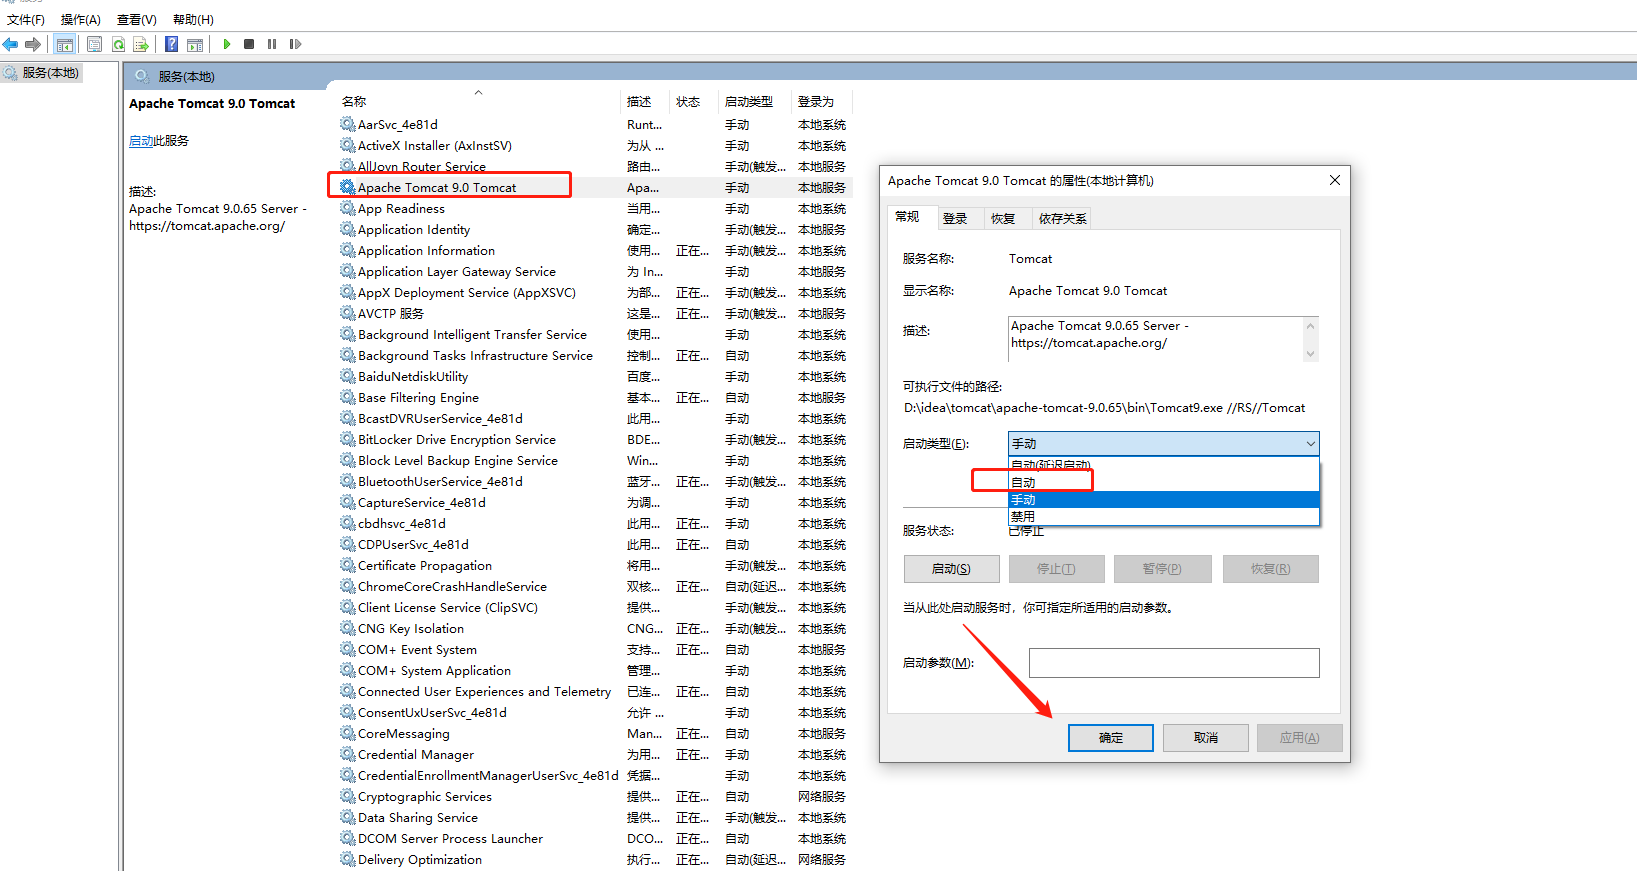 文件(F) 操作(A) 查看(V) 帮助(H)
服务(本地)
服务(本地)
Apache Tomcat 9.0 Tomcat
启动此服务
描述:
Apache Tomcat 9.0.65 Server -
https://tomcat.apache.org/
名称 描述 状态 启动类型 登录为
AarSvc_4e81d Runt... 手动 本地系统
ActiveX Installer (AxInstSV) 为从 ... 手动 本地系统
AllJoyn Router Service 路由... 手动(触发... 本地服务
Apache Tomcat 9.0 Tomcat Apa... 手动 本地服务
App Readiness 当用... 手动 本地系统
Application Identity 确定... 手动(触发... 本地服务
Application Information 使用... 正在... 手动(触发... 本地系统
Application Layer Gateway Service 为 In... 手动 本地服务
AppX Deployment Service (AppXSVC) 为部... 正在... 手动(触发... 本地系统
AVCTP 服务 这是... 正在... 手动(触发... 本地服务
Background Intelligent Transfer Service 使用... 手动 本地系统
Background Tasks Infrastructure Service 控制... 正在... 自动 本地系统
BaiduNetdiskUtility 百度... 手动 本地系统
Base Filtering Engine 基本... 正在... 自动 本地服务
BcastDVRUserService_4e81d 此用... 手动 本地系统
BitLocker Drive Encryption Service BDE... 手动(触发... 本地系统
Block Level Backup Engine Service Win... 手动 本地系统
BluetoothUserService_4e81d 蓝牙... 正在... 手动(触发... 本地系统
CaptureService_4e81d 为调... 手动 本地系统
cbdhsvc_4e81d 此用... 正在... 手动 本地系统
CDPUserSvc_4e81d 此用... 正在... 自动 本地系统
Certificate Propagation 将用... 手动(触发... 本地系统
ChromeCoreCrashHandleService 双核... 正在... 自动(延迟... 本地系统
Client License Service (ClipSVC) 提供... 手动(触发... 本地系统
CNG Key Isolation CNG... 正在... 手动(触发... 本地系统
COM+ Event System 支持... 正在... 自动 本地服务
COM+ System Application 管理... 手动 本地系统
Connected User Experiences and Telemetry 已连... 正在... 自动 本地系统
ConsentUxUserSvc_4e81d 允许 ... 手动 本地系统
CoreMessaging Man... 正在... 自动 本地服务
Credential Manager 为用... 正在... 手动 本地系统
CredentialEnrollmentManagerUserSvc_4e81d 凭据... 手动 本地系统
Cryptographic Services 提供... 正在... 自动 网络服务
Data Sharing Service 提供... 正在... 手动(触发... 本地系统
DCOM Server Process Launcher DCO... 正在... 自动 本地系统
Delivery Optimization 执行... 正在... 自动(延迟... 网络服务
Apache Tomcat 9.0 Tomcat 的属性(本地计算机)
常规 登录 恢复 依存关系
服务名称: Tomcat
显示名称: Apache Tomcat 9.0 Tomcat
描述: Apache Tomcat 9.0.65 Server -
https://tomcat.apache.org/
可执行文件的路径:
D:\idea\tomcat\apache-tomcat-9.0.65\bin\Tomcat9.exe //RS//Tomcat
启动类型(E): 手动
自动(延迟启动)
自动
手动
禁用
服务状态: 已停止
启动(S) 停止(T) 暂停(P) 恢复(R)
当从此处启动服务时，你可指定所适用的启动参数。
启动参数(M):
确定 取消 应用(A)